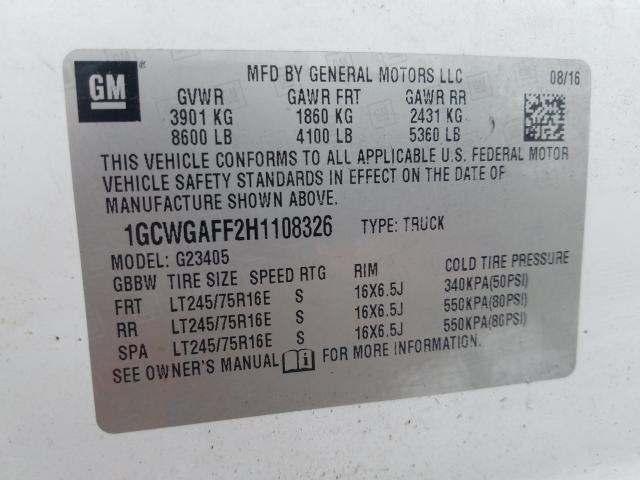 GM
MFD BY GENERAL MOTORS LLC 08/16
GVWR GAWR FRT GAWR RR
3901 KG 1860 KG 2431 KG
8600 LB 4100 LB 5360 LB
THIS VEHICLE CONFORMS TO ALL APPLICABLE U.S. FEDERAL MOTOR
VEHICLE SAFETY STANDARDS IN EFFECT ON THE DATE OF
MANUFACTURE SHOWN ABOVE.
1GCWGAFF2H1108326 TYPE: TRUCK
MODEL: G23405
GBBW TIRE SIZE SPEED RTG RIM COLD TIRE PRESSURE
FRT LT245/75R16E S 16X6.5J 340KPA(50PSI)
RR LT245/75R16E S 16X6.5J 550KPA(80PSI)
SPA LT245/75R16E S 16X6.5J 550KPA(80PSI)
SEE OWNER'S MANUAL i FOR MORE INFORMATION.